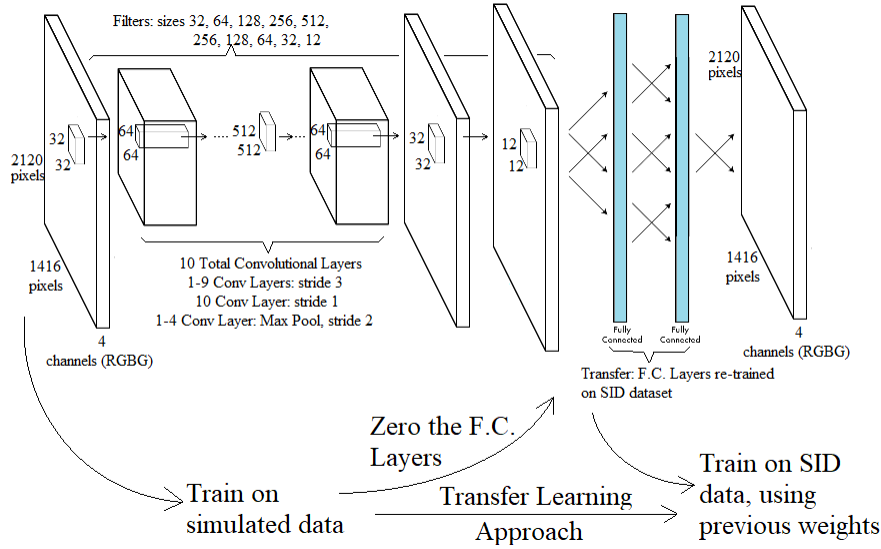 Filters: sizes 32, 64, 128, 256, 512,
256, 128, 64, 32, 12
32
32
2120
pixels
1416
pixels
4
channels (RGBG)
64
64
512
512
64
64
32
32
12
12
10 Total Convolutional Layers
1-9 Conv Layers: stride 3
10 Conv Layer: stride 1
1-4 Conv Layer: Max Pool, stride 2
Fully
Connected
Fully
Connected
2120
pixels
1416
pixels
4
channels (RGBG)
Transfer: F.C. Layers re-trained
on SID dataset
Zero the F.C.
Layers
Train on
simulated data
Transfer Learning
Approach
Train on SID
data, using
previous weights